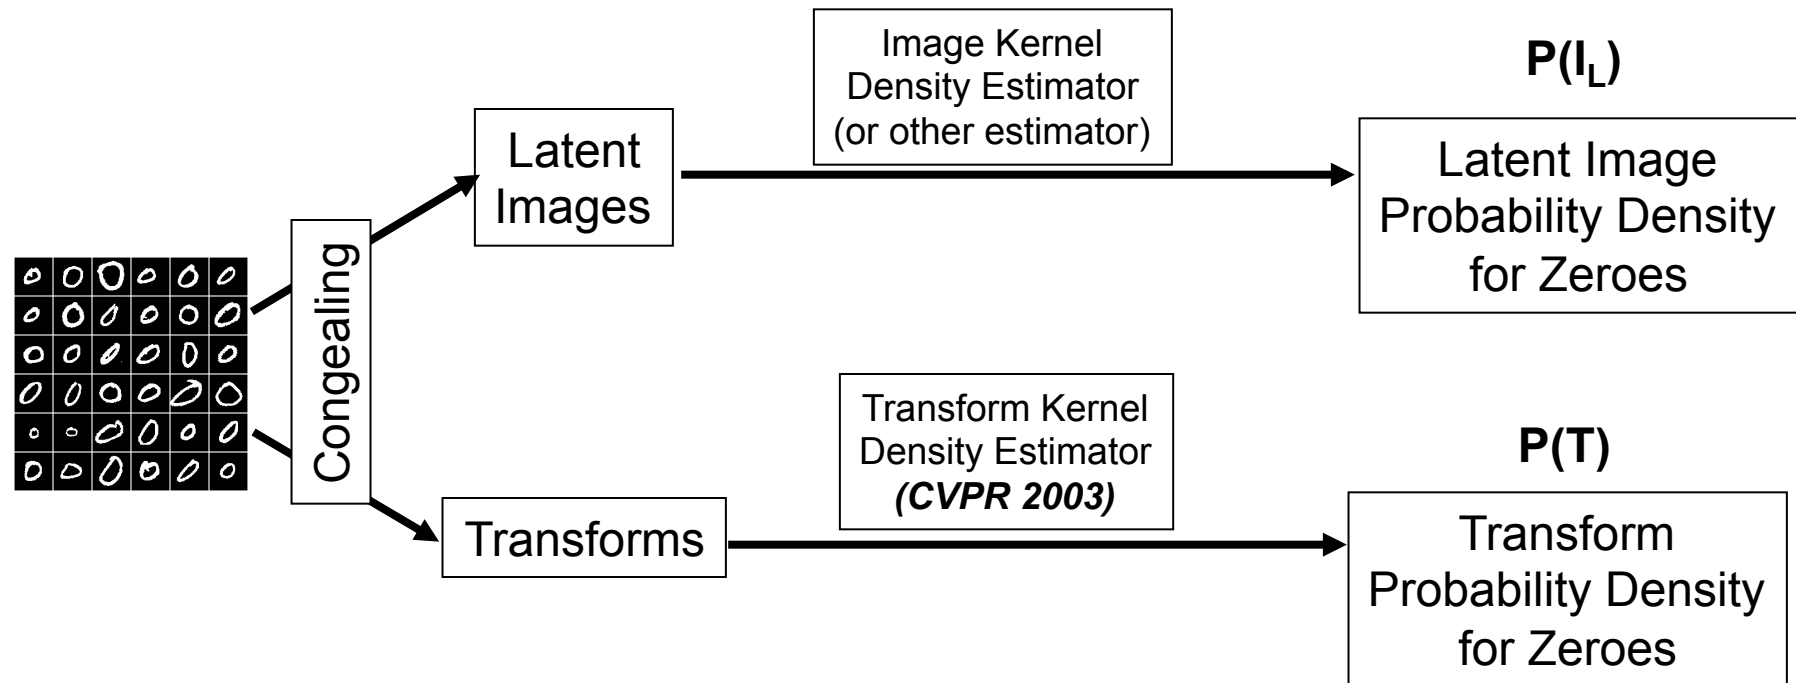 Congealing
Latent
Images
Image Kernel
Density Estimator
(or other estimator)
P(I_L)
Latent Image
Probability Density
for Zeroes
Transforms
Transform Kernel
Density Estimator
(CVPR 2003)
P(T)
Transform
Probability Density
for Zeroes